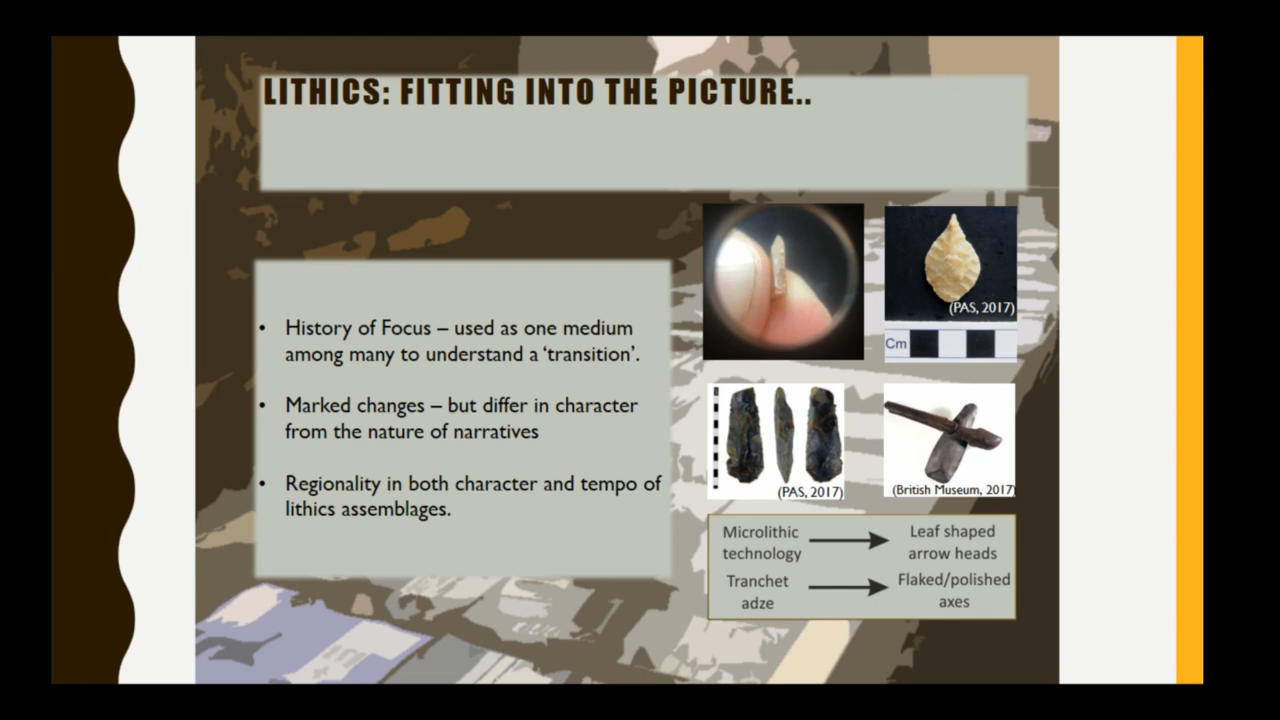 LITHICS: FITTING INTO THE PICTURE..
• History of Focus – used as one medium
among many to understand a ‘transition’.
• Marked changes – but differ in character
from the nature of narratives
• Regionality in both character and tempo of
lithics assemblages.
(PAS, 2017)
Cm
(PAS, 2017)
(British Museum, 2017)
Microlithic
technology
Leaf shaped
arrow heads
Tranchet
adze
Flaked/polished
axes